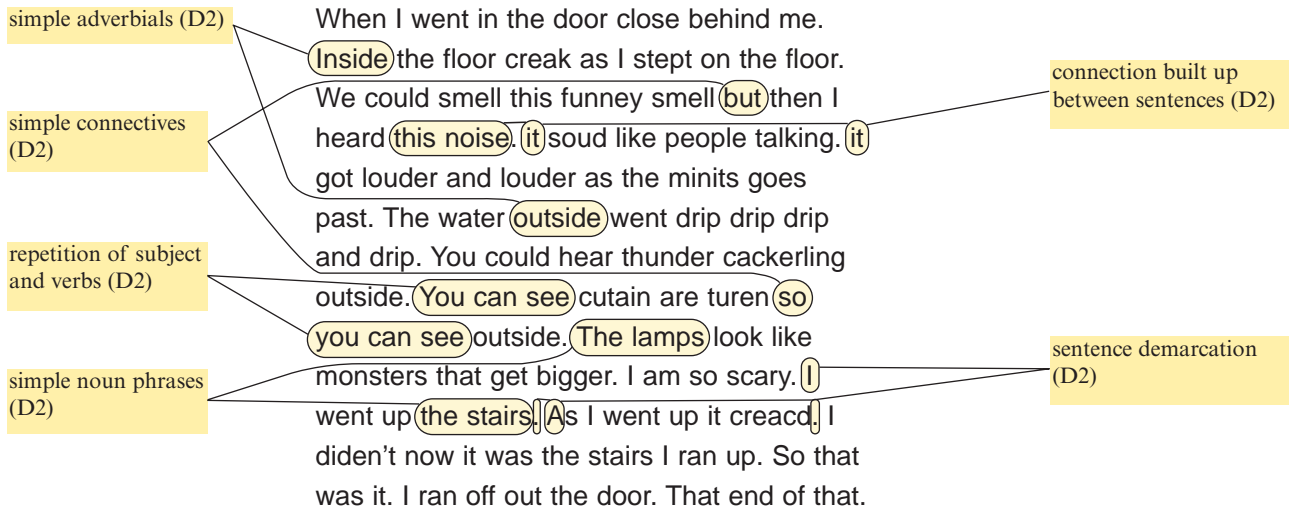 simple adverbials (D2)
simple connectives
(D2)
repetition of subject
and verbs (D2)
simple noun phrases
(D2)
When I went in the door close behind me.
Inside the floor creak as I stept on the floor.
We could smell this funney smell but then I
heard this noise. it soud like people talking. it
got louder and louder as the minits goes
past. The water outside went drip drip drip
and drip. You could hear thunder cackerling
outside. You can see cutain are turen so
you can see outside. The lamps look like
monsters that get bigger. I am so scary. I
went up the stairs. As I went up it creacd. I
diden't now it was the stairs I ran up. So that
was it. I ran off out the door. That end of that.
connection built up
between sentences (D2)
sentence demarcation
(D2)